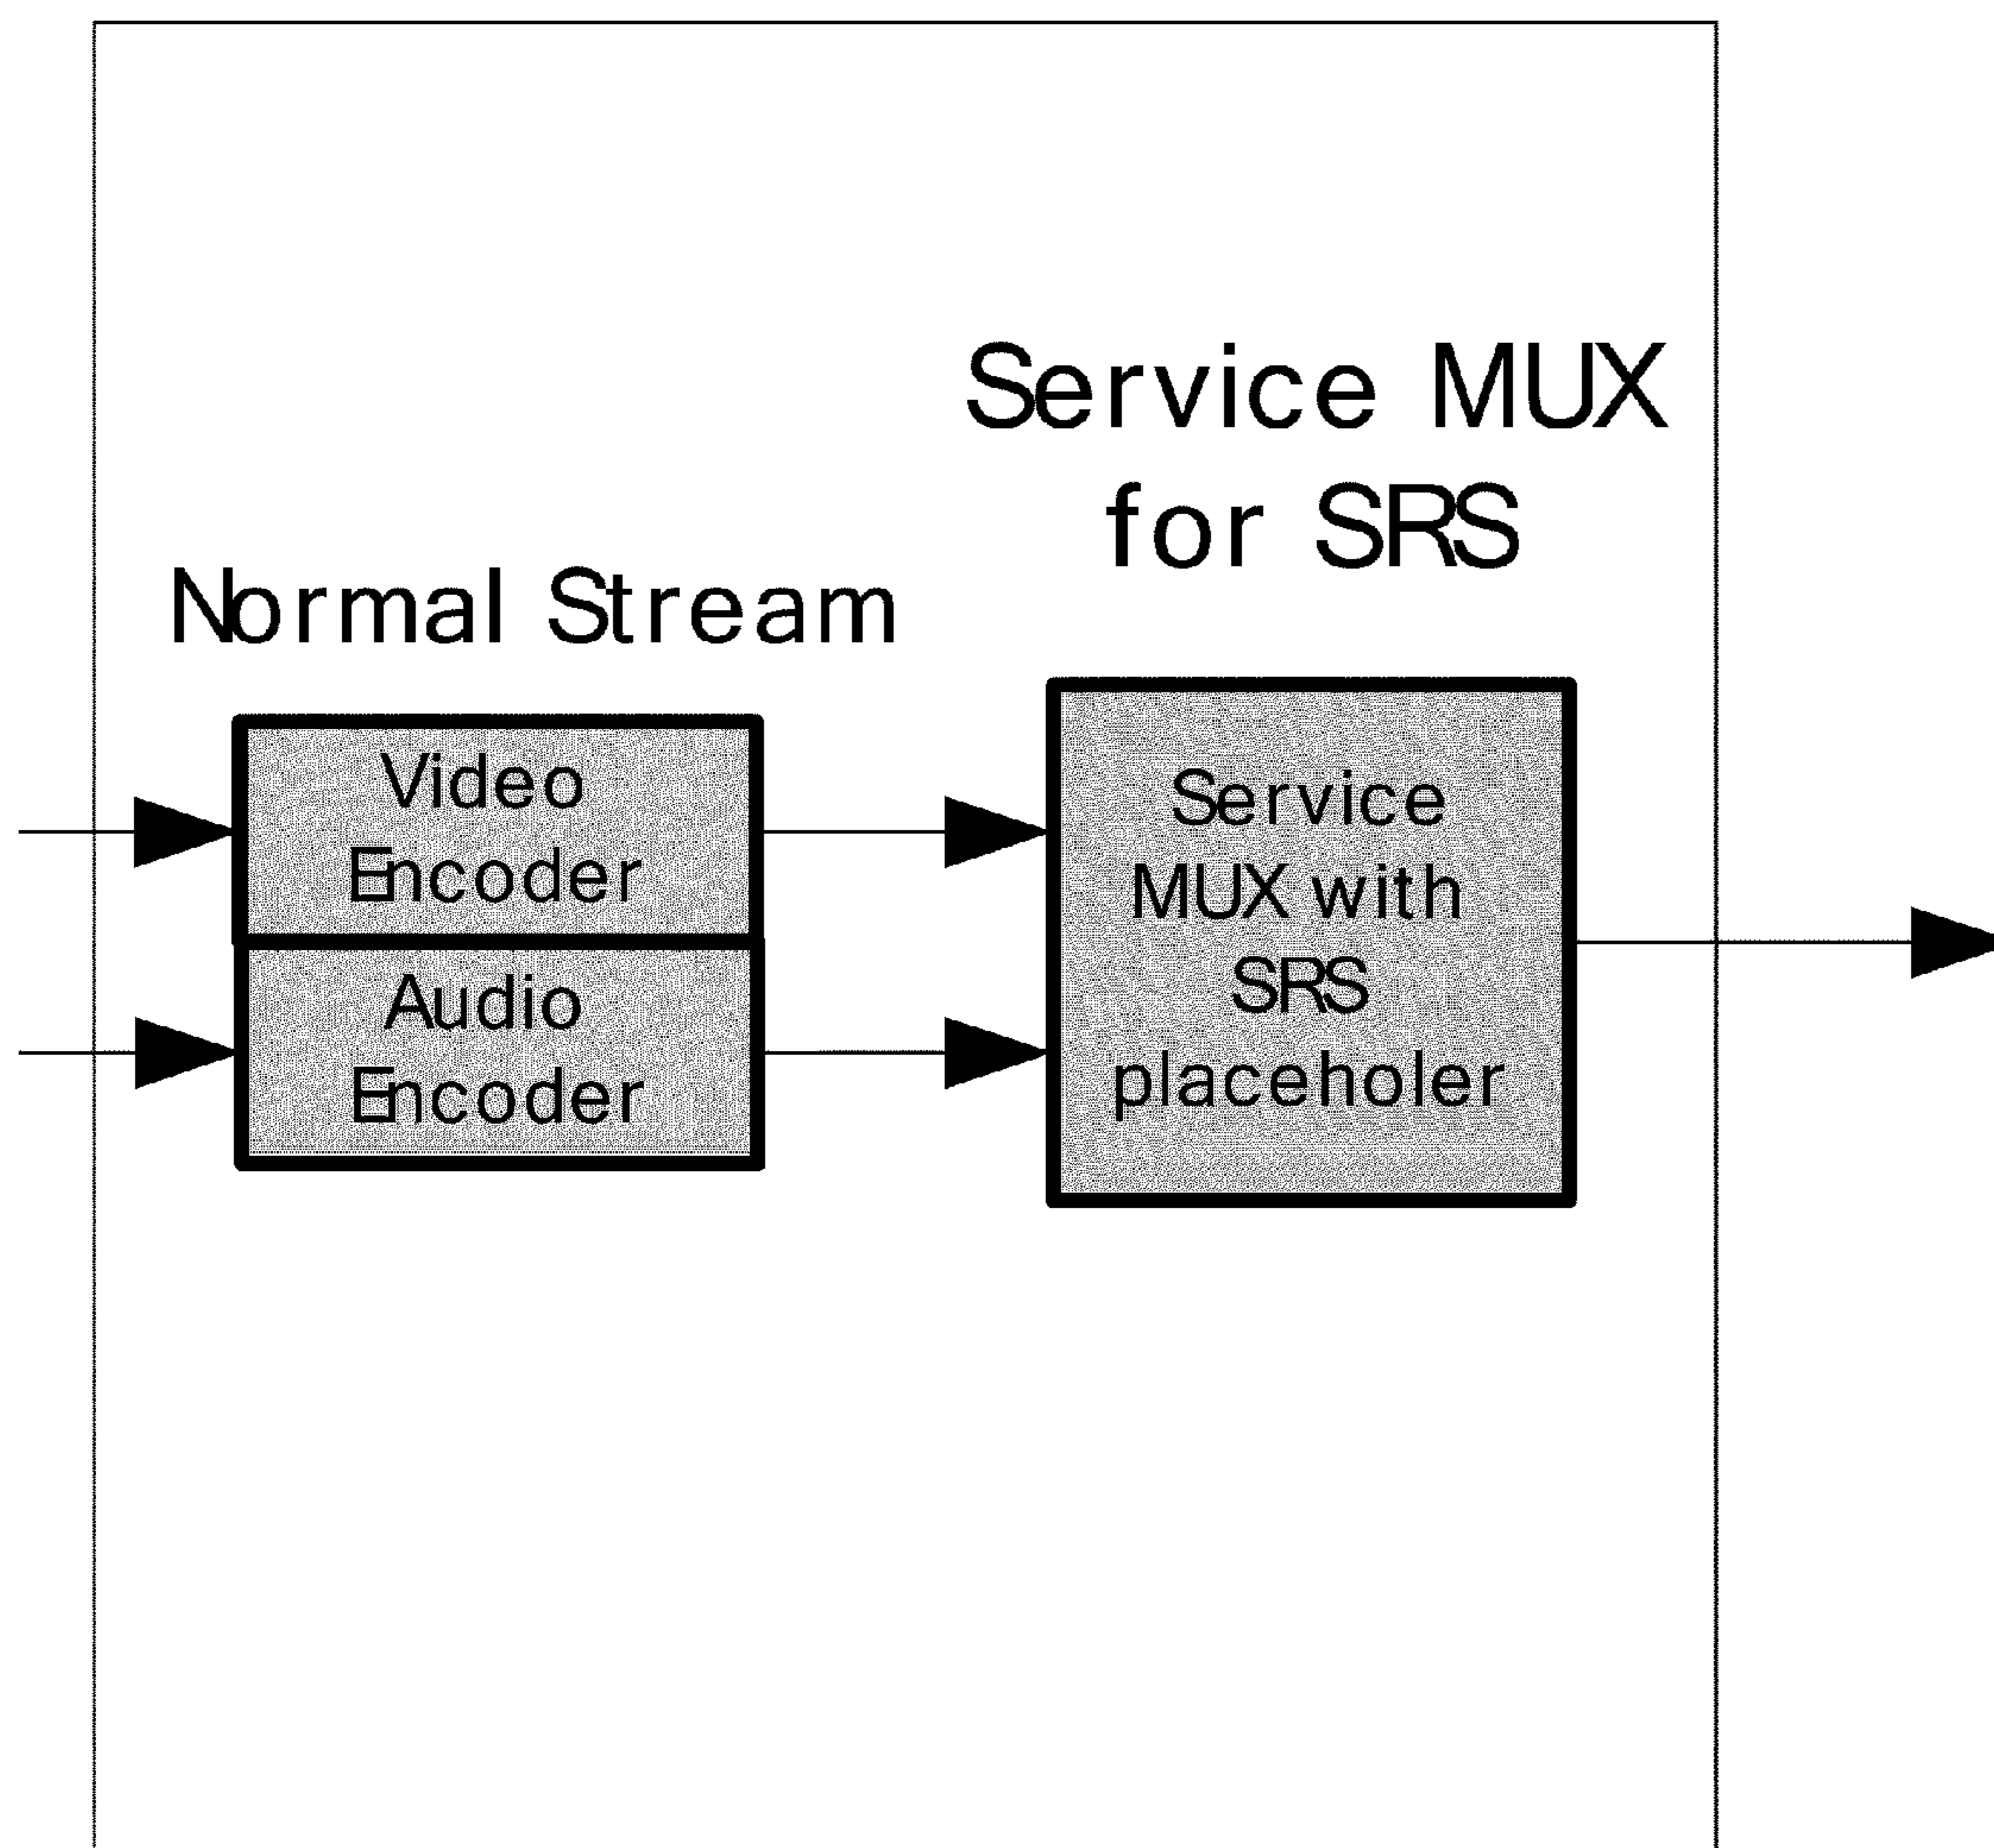 Service MUX
for SRS
Normal Stream
Video
Encoder
Audio
Encoder
Service
MUX with
SRS
placeholer